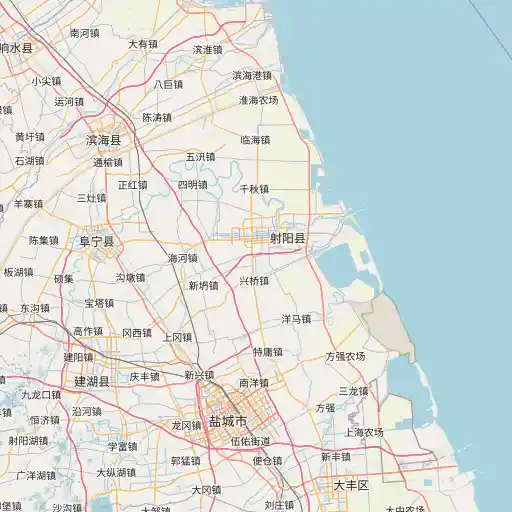 南河镇
响水县
大有镇
滨淮镇
小尖镇
八巨镇
滨海港镇
运河镇
淮海农场
陈涛镇
黄圩镇
滨海县
临海镇
石湖镇
通榆镇
五汛镇
正红镇
四明镇
千秋镇
三灶镇
羊寨镇
陈集镇
阜宁县
射阳县
海河镇
板湖镇
硕集
沟墩镇
新坍镇
兴桥镇
宝塔镇
东沟镇
洋马镇
高作镇
冈西镇
上冈镇
建阳镇
特庸镇
方强农场
建湖县
庆丰镇
新兴镇
南洋镇
九龙口镇
三龙镇
沿河镇
方强
恒济镇
龙冈镇
盐城市
上海农场
射阳湖镇
学富镇
伍佑街道
郭猛镇
便仓镇
新丰镇
广洋湖镇
大纵湖镇
大冈镇
大丰区
沙沟镇
大邹镇
刘庄镇
大中农场